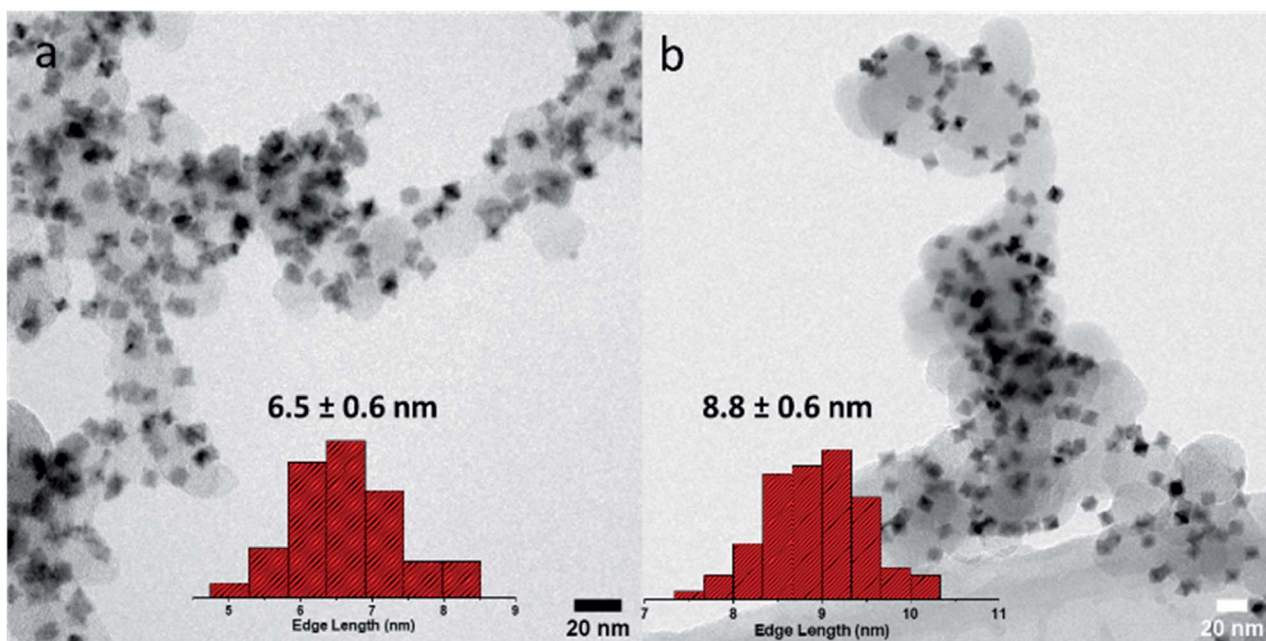 a
6.5 ± 0.6 nm
5 6 7 8 9
Edge Length (nm)
20 nm
b
8.8 ± 0.6 nm
7 8 9 10 11
Edge Length (nm)
20 nm